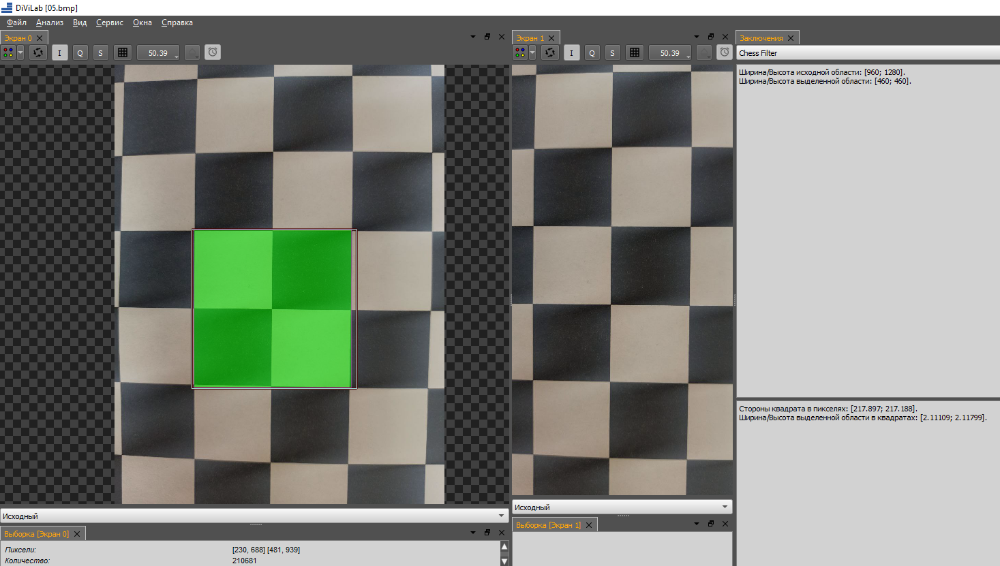 DiViLab [05.bmp]
Файл Анализ Вид Сервис Окна Справка
Экран 0
I Q S 50.39
Исходный
Выборка [Экран 0]
Пиксели: [230, 688] [481, 939]
Количество: 210681
Экран 1
I Q S 50.39
Исходный
Выборка [Экран 1]
Заключения
Chess Filter
Ширина/Высота исходной области: [960; 1280].
Ширина/Высота выделенной области: [460; 460].
Стороны квадрата в пикселях: [217.897; 217.188].
Ширина/Высота выделенной области в квадратах: [2.11109; 2.11799].